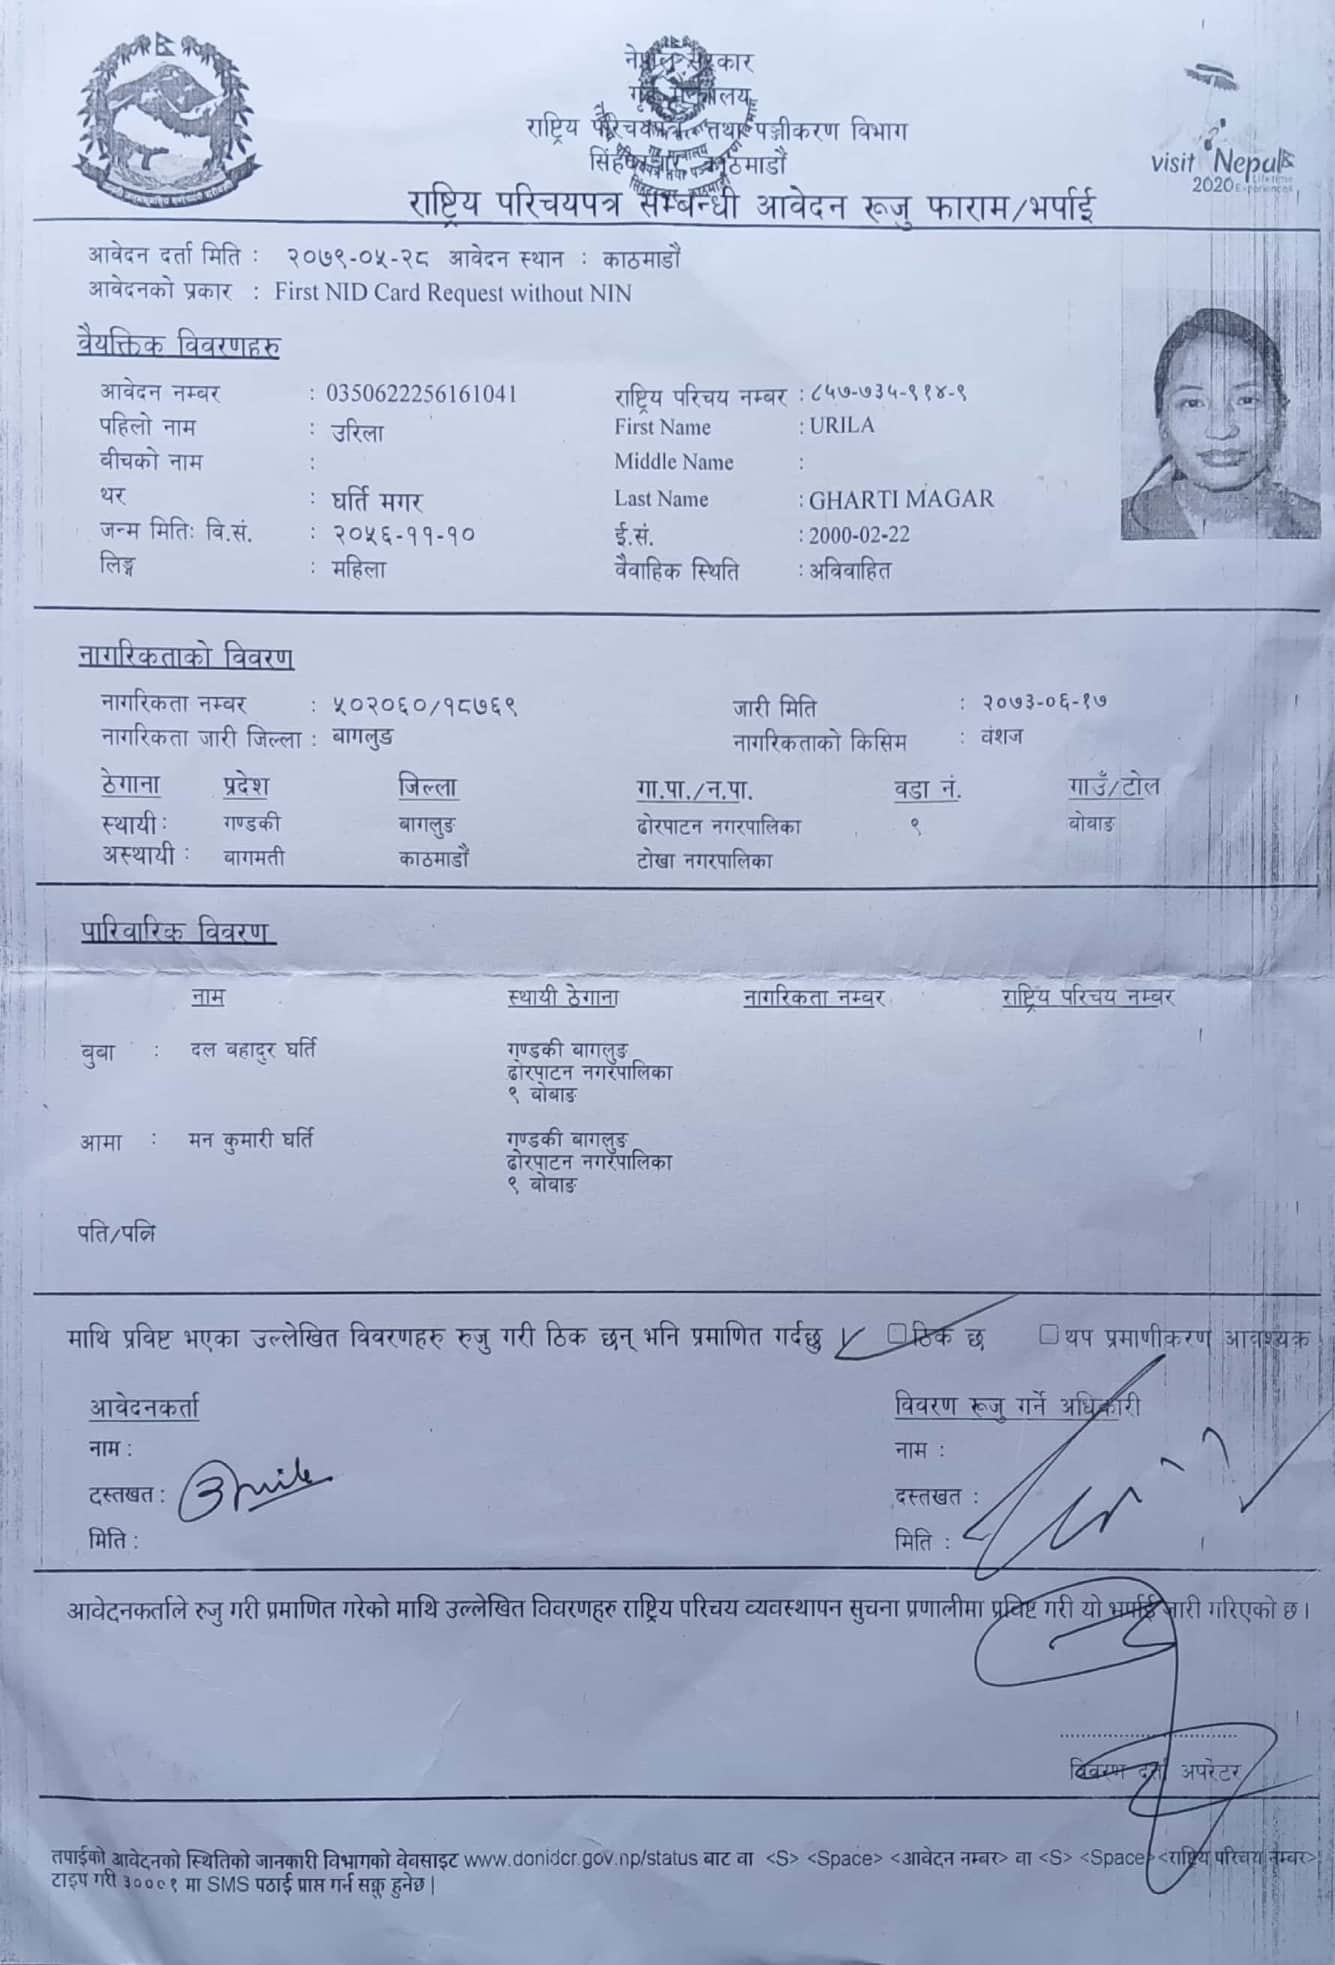 नेपाल सरकार
गृह मन्त्रालय
राष्ट्रिय परिचयपत्र तथा पञ्जीकरण विभाग
सिंहदरबार, काठमाडौं
visit Nepal
2020 Lifetime Experiences
राष्ट्रिय परिचयपत्र सम्बन्धी आवेदन रूजु फाराम/भर्पाई
आवेदन दर्ता मिति : २०७९-०५-२८ आवेदन स्थान : काठमाडौं
आवेदनको प्रकार : First NID Card Request without NIN
वैयक्तिक विवरणहरु
आवेदन नम्बर : 0350622256161041 राष्ट्रिय परिचय नम्बर : ८५७-७३५-९१४-९
पहिलो नाम : उरिला First Name : URILA
वीचको नाम : Middle Name :
थर : घर्ति मगर Last Name : GHARTI MAGAR
जन्म मितिः वि.सं. : २०५६-११-१० ई.सं. : 2000-02-22
लिङ्ग : महिला वैवाहिक स्थिति : अविवाहित
नागरिकताको विवरण
नागरिकता नम्बर : ५०२०६०/१८७६९ जारी मिति : २०७३-०६-१७
नागरिकता जारी जिल्ला : बागलुङ नागरिकताको किसिम : वंशज
ठेगाना प्रदेश जिल्ला गा.पा./न.पा. वडा नं. गाउँ/टोल
स्थायी : गण्डकी बागलुङ ढोरपाटन नगरपालिका ९ बोबाङ
अस्थायी : बागमती काठमाडौं टोखा नगरपालिका
पारिवारिक विवरण
नाम स्थायी ठेगाना नागरिकता नम्बर राष्ट्रिय परिचय नम्बर
बुबा : दल बहादुर घर्ति गण्डकी बागलुङ
ढोरपाटन नगरपालिका
९ बोबाङ
आमा : मन कुमारी घर्ति गण्डकी बागलुङ
ढोरपाटन नगरपालिका
९ बोबाङ
पति/पत्नि
माथि प्रविष्ट भएका उल्लेखित विवरणहरु रुजु गरी ठिक छन् भनि प्रमाणित गर्दछु ठिक छ थप प्रमाणीकरण आवश्यक
आवेदनकर्ता विवरण रूजु गर्ने अधिकारी
नाम : नाम :
दस्तखत : दस्तखत :
मिति : मिति :
आवेदनकर्ताले रुजु गरी प्रमाणित गरेको माथि उल्लेखित विवरणहरु राष्ट्रिय परिचय व्यवस्थापन सुचना प्रणालीमा प्रविष्ट गरी यो भर्पाई जारी गरिएको छ।
विवरण दर्ता अपरेटर
तपाईको आवेदनको स्थितिको जानकारी विभागको वेवसाइट www.donidcr.gov.np/status बाट वा <S> <Space> <आवेदन नम्बर> वा <S> <Space> <राष्ट्रिय परिचय नम्बर>
टाइप गरी ३०००१ मा SMS पठाई प्राप्त गर्न सक्नु हुनेछ|